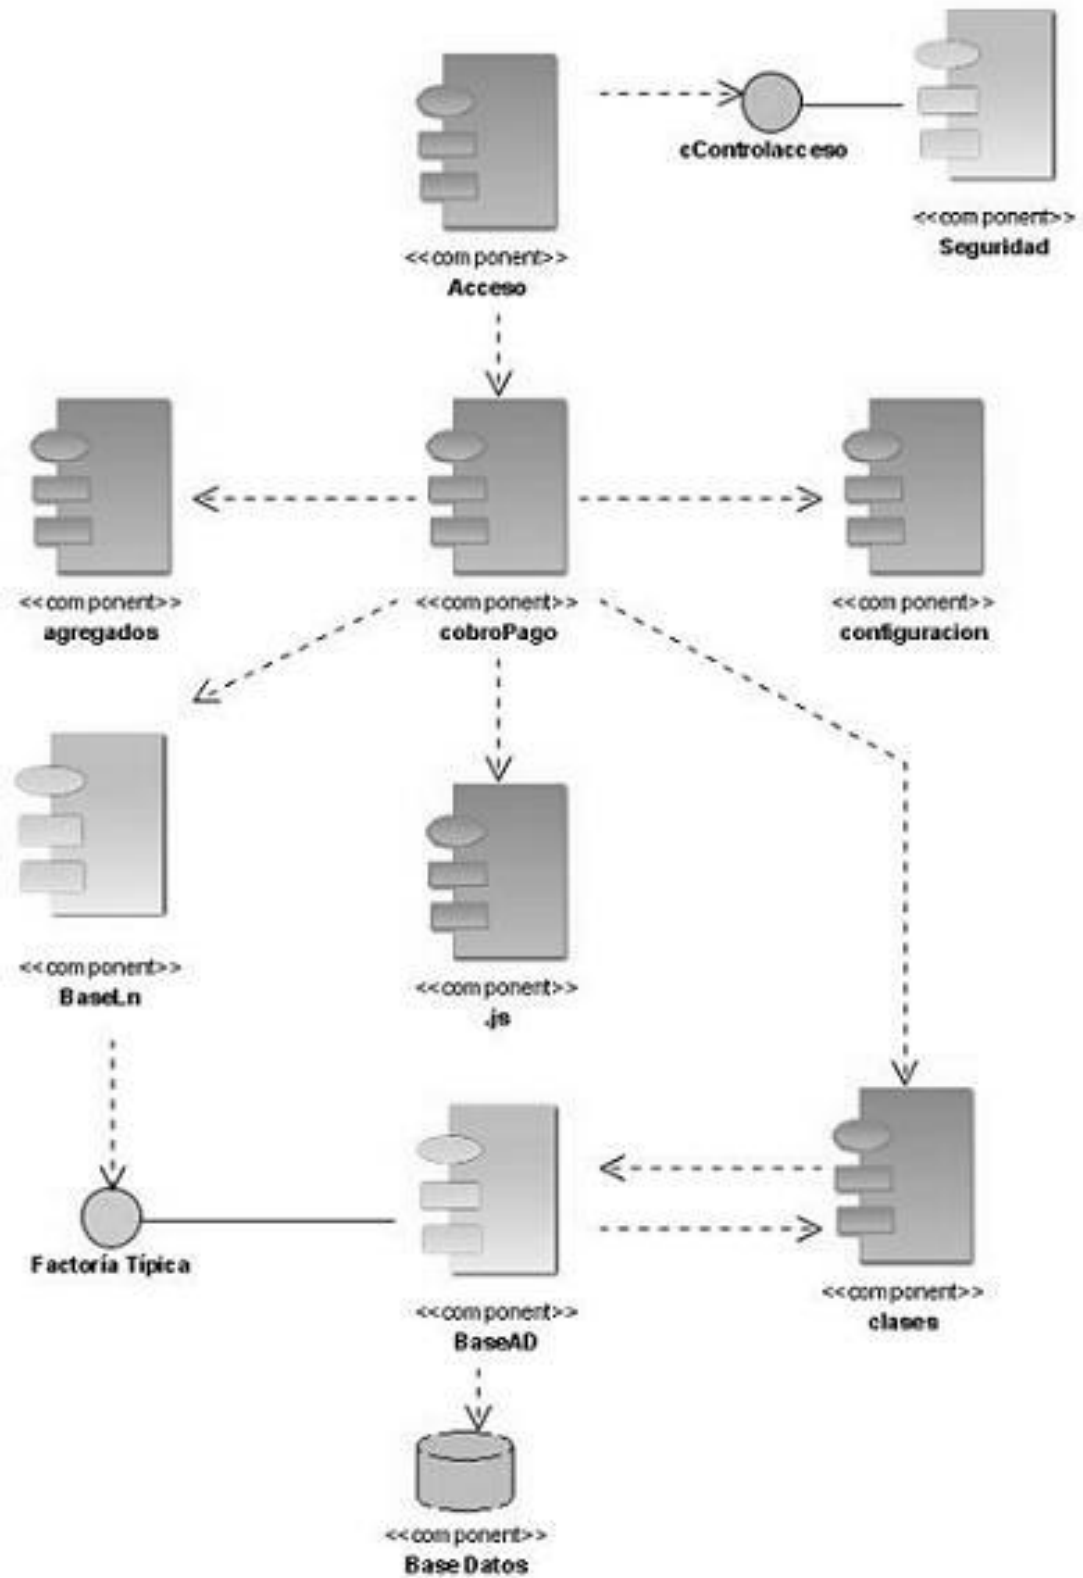 cControlacceso
<<component>>
Seguridad
<<component>>
Acceso
<<component>>
agregados
<<component>>
cobroPago
<<component>>
configuracion
<<component>>
BaseLn
<<component>>
.js
Factoría Típica
<<component>>
BaseAD
<<component>>
clases
<<component>>
Base Datos